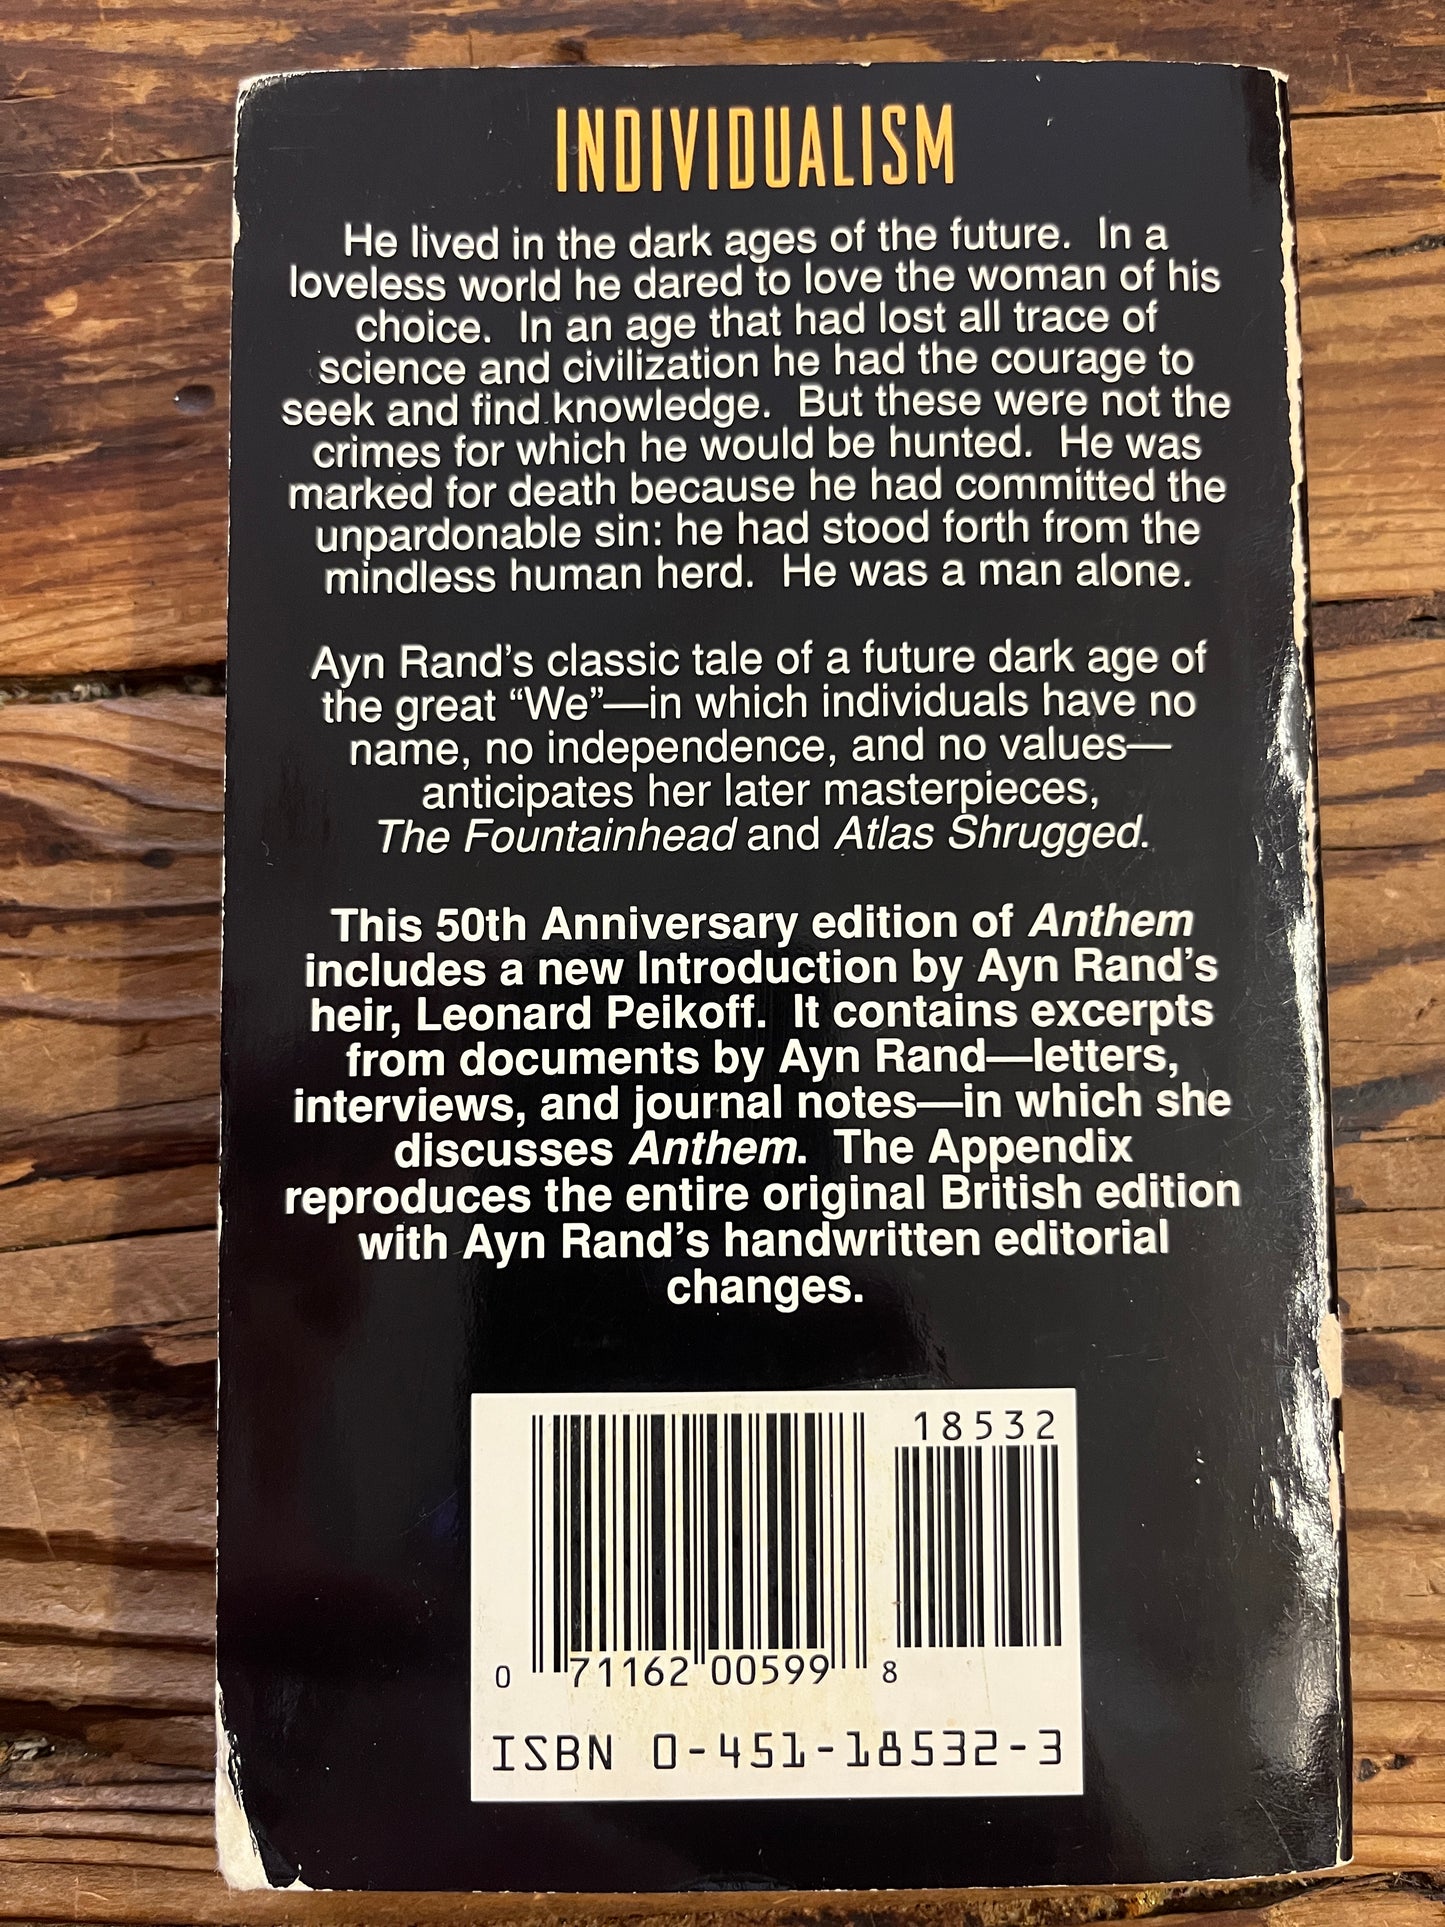 INDIVIDUALISM
He lived in the dark ages of the future. In a
loveless world he dared to love the woman of his
choice. In an age that had lost all trace of
science and civilization he had the courage to
seek and find knowledge. But these were not the
crimes for which he would be hunted. He was
marked for death because he had committed the
unpardonable sin: he had stood forth from the
mindless human herd. He was a man alone.
Ayn Rand's classic tale of a future dark age of
the great “We”—in which individuals have no
name, no independence, and no values—
anticipates her later masterpieces,
The Fountainhead and Atlas Shrugged.
This 50th Anniversary edition of Anthem
includes a new Introduction by Ayn Rand's
heir, Leonard Peikoff. It contains excerpts
from documents by Ayn Rand—letters,
interviews, and journal notes—in which she
discusses Anthem. The Appendix
reproduces the entire original British edition
with Ayn Rand's handwritten editorial
changes.
18532
0 71162 00599 8
ISBN 0-451-18532-3